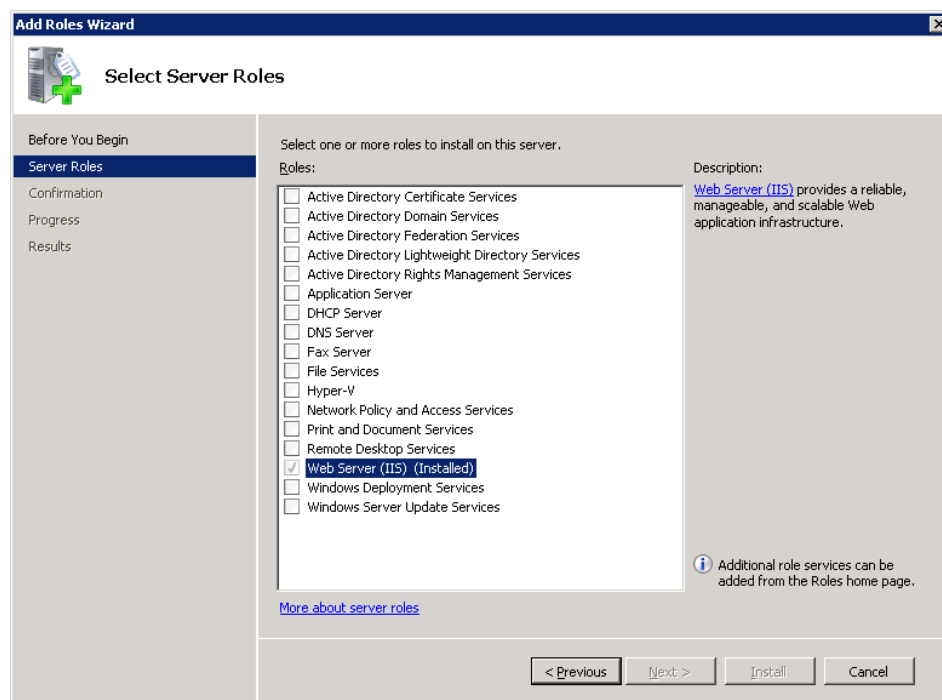 Add Roles Wizard
Select Server Roles
Before You Begin
Server Roles
Confirmation
Progress
Results
Select one or more roles to install on this server.
Roles:
Active Directory Certificate Services
Active Directory Domain Services
Active Directory Federation Services
Active Directory Lightweight Directory Services
Active Directory Rights Management Services
Application Server
DHCP Server
DNS Server
Fax Server
File Services
Hyper-V
Network Policy and Access Services
Print and Document Services
Remote Desktop Services
Web Server (IIS) (Installed)
Windows Deployment Services
Windows Server Update Services
More about server roles
Description:
Web Server (IIS) provides a reliable,
manageable, and scalable Web
application infrastructure.
Additional role services can be
added from the Roles home page.
< Previous
Next >
Install
Cancel